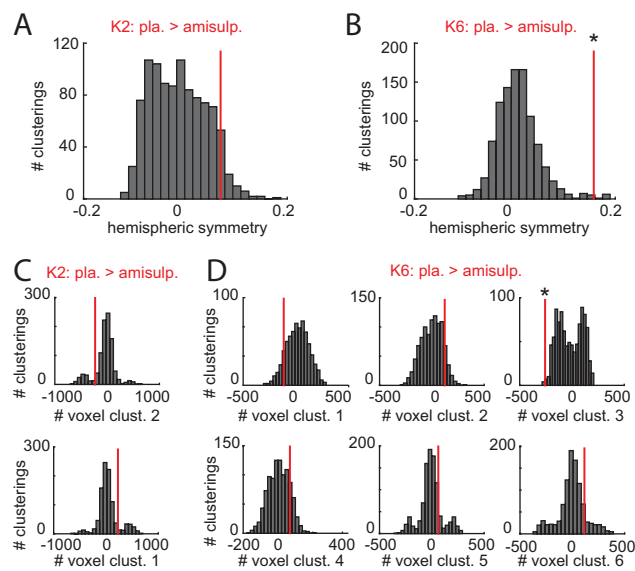 A
K2: pla. > amisulp.
120
80
40
0
# clusterings
-0.2
0
0.2
hemispheric symmetry
B
K6: pla. > amisulp.
*
200
150
100
50
0
# clusterings
-0.2
0
0.2
hemispheric symmetry
C
K2: pla. > amisulp.
300
0
# clusterings
-1000
0
1000
# voxel clust. 2
300
0
# clusterings
-1000
0
1000
# voxel clust. 1
D
K6: pla. > amisulp.
100
0
# clusterings
-500
0
500
# voxel clust. 1
150
0
-500
0
500
# voxel clust. 2
*
100
0
-500
0
500
# voxel clust. 3
150
0
# clusterings
-200
0
400
# voxel clust. 4
200
0
-500
0
500
# voxel clust. 5
200
0
-500
0
500
# voxel clust. 6